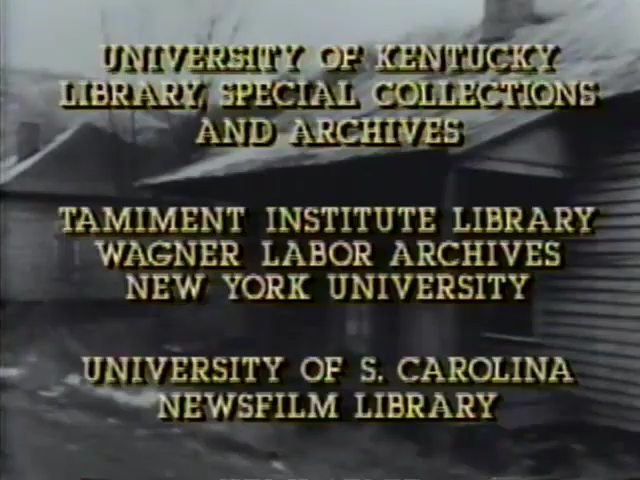 UNIVERSITY OF KENTUCKY
LIBRARY, SPECIAL COLLECTIONS
AND ARCHIVES
TAMIMENT INSTITUTE LIBRARY
WAGNER LABOR ARCHIVES
NEW YORK UNIVERSITY
UNIVERSITY OF S. CAROLINA
NEWSFILM LIBRARY